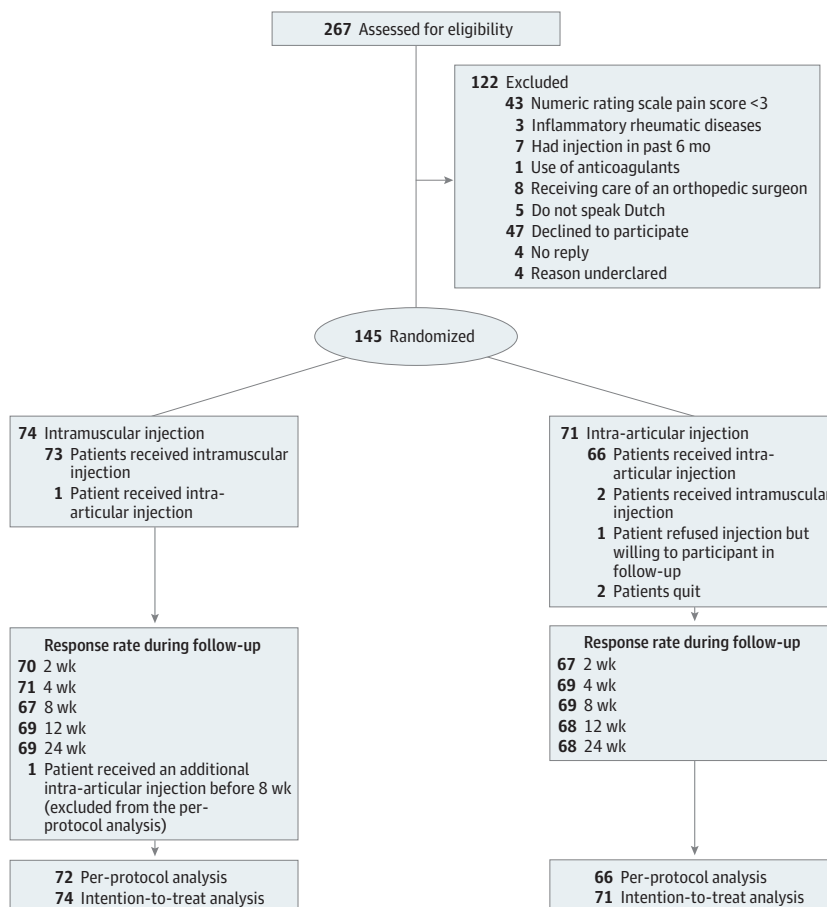 267 Assessed for eligibility
122 Excluded
43 Numeric rating scale pain score <3
3 Inflammatory rheumatic diseases
7 Had injection in past 6 mo
1 Use of anticoagulants
8 Receiving care of an orthopedic surgeon
5 Do not speak Dutch
47 Declined to participate
4 No reply
4 Reason underclared
145 Randomized
74 Intramuscular injection
73 Patients received intramuscular
injection
1 Patient received intra-
articular injection
71 Intra-articular injection
66 Patients received intra-
articular injection
2 Patients received intramuscular
injection
1 Patient refused injection but
willing to participant in
follow-up
2 Patients quit
Response rate during follow-up
70 2 wk
71 4 wk
67 8 wk
69 12 wk
69 24 wk
1 Patient received an additional
intra-articular injection before 8 wk
(excluded from the per-
protocol analysis)
Response rate during follow-up
67 2 wk
69 4 wk
69 8 wk
68 12 wk
68 24 wk
72 Per-protocol analysis
74 Intention-to-treat analysis
66 Per-protocol analysis
71 Intention-to-treat analysis